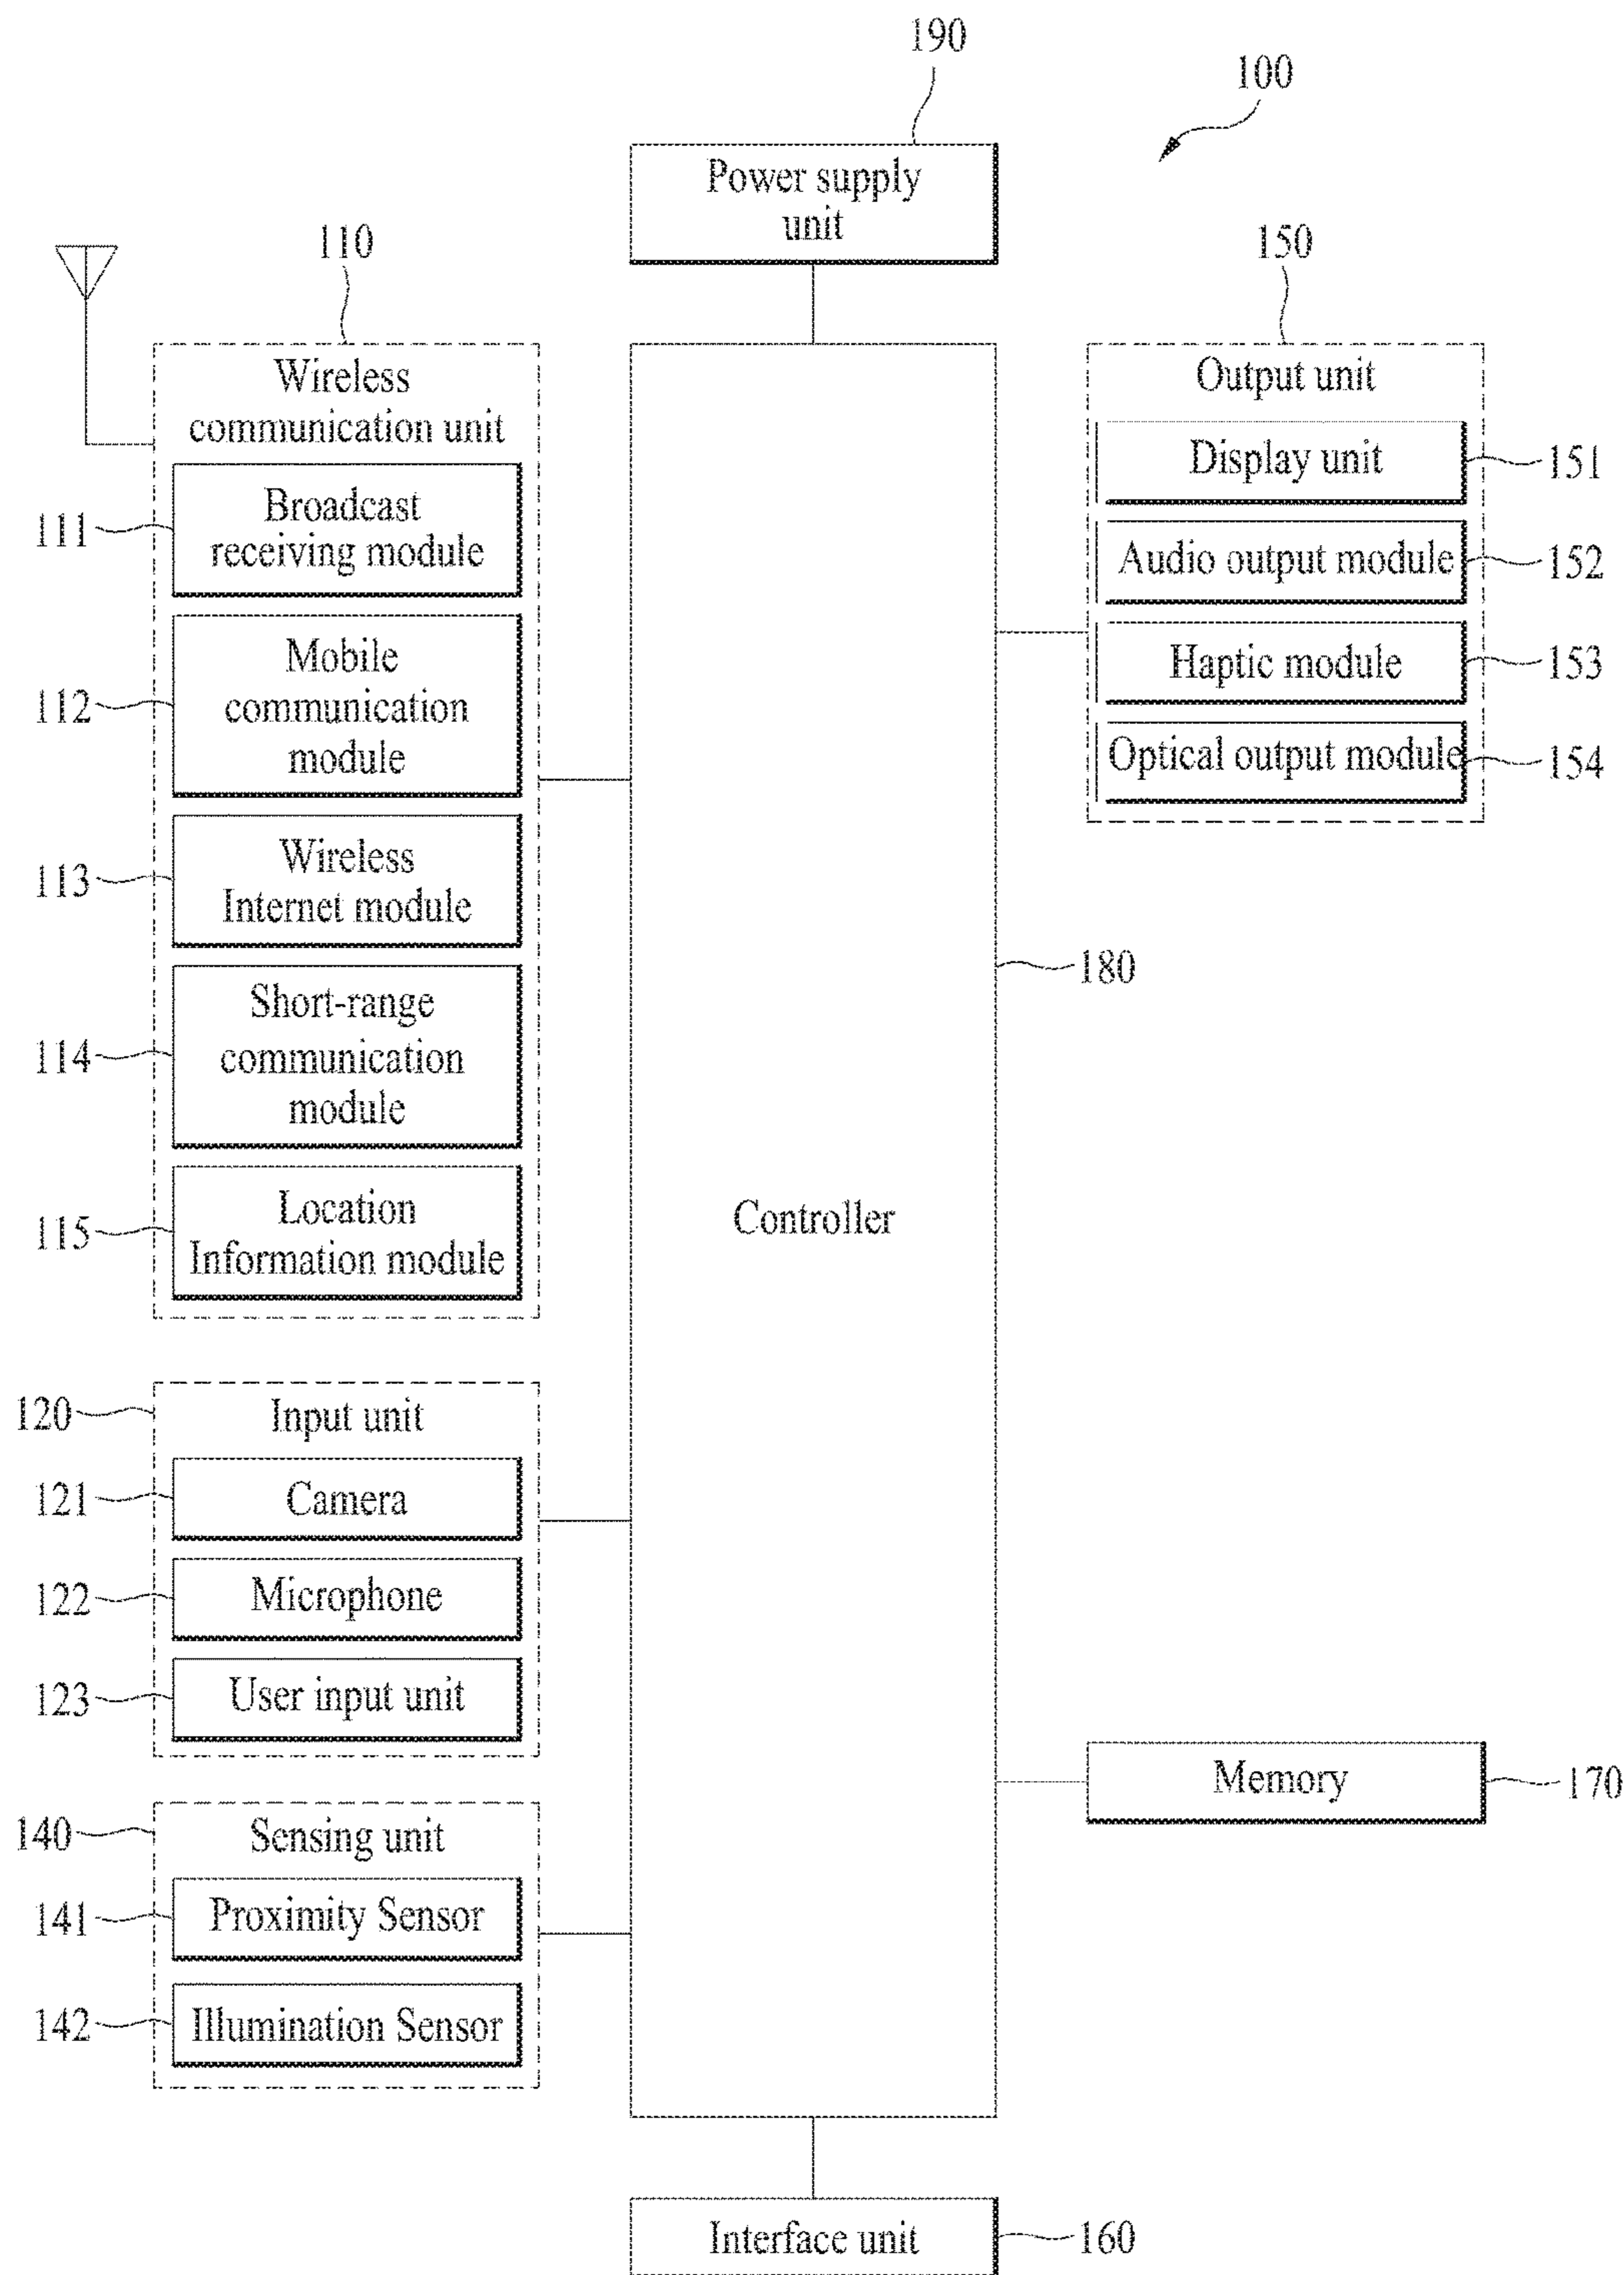 190
100
Power supply
unit
110
150
Wireless
communication unit
Output unit
Display unit
151
Broadcast
receiving module
111
Audio output module
152
Mobile
communication
module
112
Haptic module
153
Optical output module
154
Wireless
Internet module
113
180
Short-range
communication
module
114
Location
Information module
115
Controller
120
Input unit
121
Camera
122
Microphone
123
User input unit
Memory
170
140
Sensing unit
141
Proximity Sensor
142
Illumination Sensor
Interface unit
160